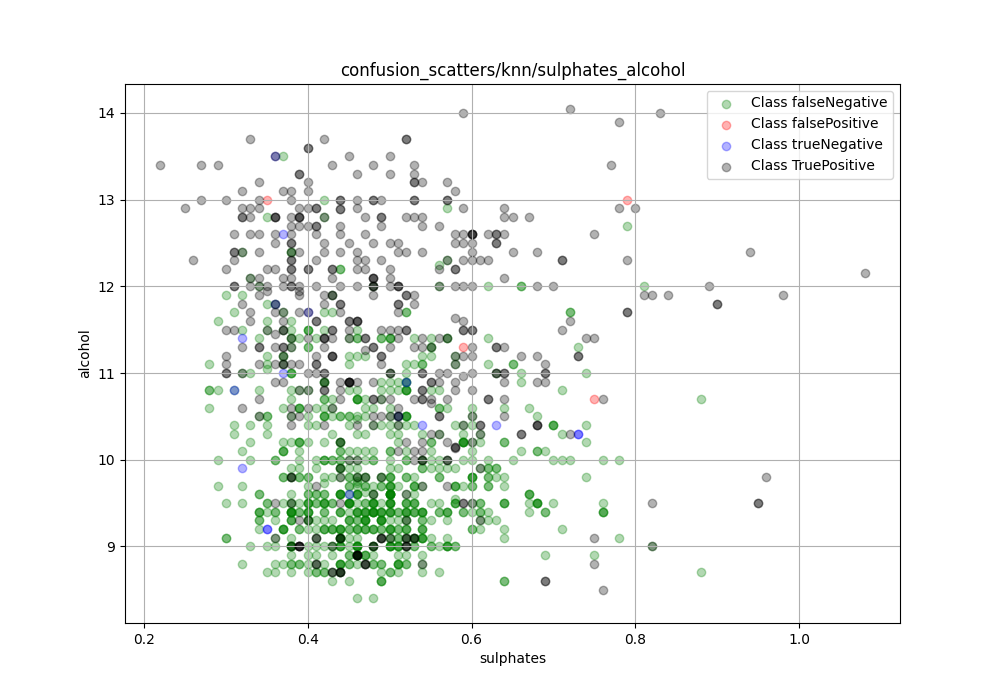 confusion_scatters/knn/sulphates_alcohol
Class falseNegative
Class falsePositive
Class trueNegative
Class TruePositive
alcohol
14
13
12
11
10
9
0.2 0.4 0.6 0.8 1.0
sulphates